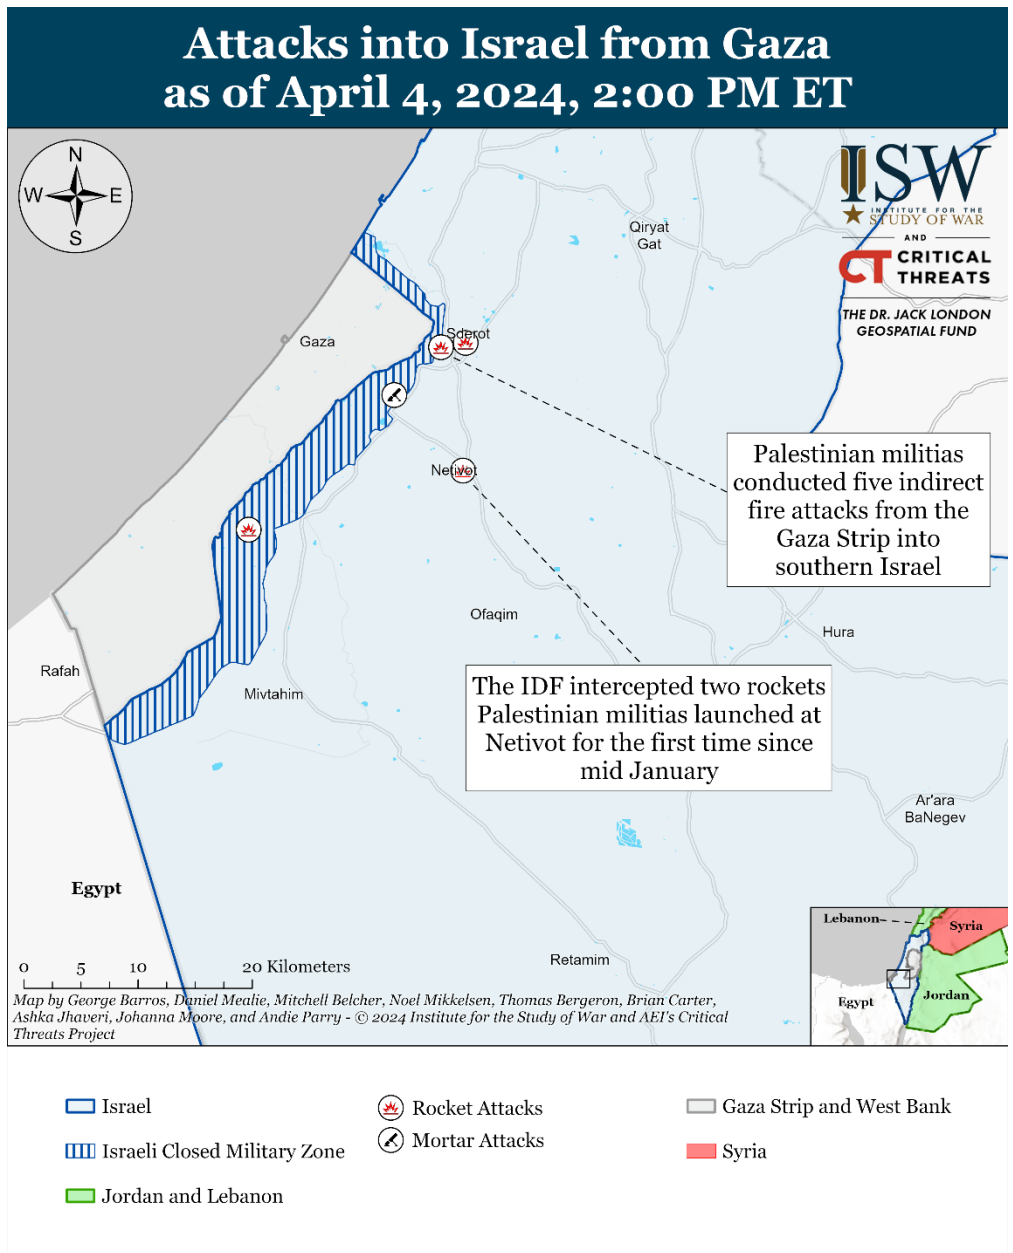 Attacks into Israel from Gaza
as of April 4, 2024, 2:00 PM ET
N
W
E
S
ISW
INSTITUTE FOR THE
STUDY OF WAR
AND
CT CRITICAL
THREATS
THE DR. JACK LONDON
GEOSPATIAL FUND
Qiryat
Gat
Sderot
Gaza
Netivot
Palestinian militias
conducted five indirect
fire attacks from the
Gaza Strip into
southern Israel
Ofaqim
Hura
Rafah
Mivtahim
The IDF intercepted two rockets
Palestinian militias launched at
Netivot for the first time since
mid January
Ar'ara
BaNegev
Egypt
Retamim
0 5 10 20 Kilometers
Map by George Barros, Daniel Mealie, Mitchell Belcher, Noel Mikkelsen, Thomas Bergeron, Brian Carter,
Ashka Jhaveri, Johanna Moore, and Andie Parry - © 2024 Institute for the Study of War and AEI's Critical
Threats Project
Lebanon
Syria
Egypt
Jordan
Israel
Israeli Closed Military Zone
Jordan and Lebanon
Rocket Attacks
Mortar Attacks
Gaza Strip and West Bank
Syria